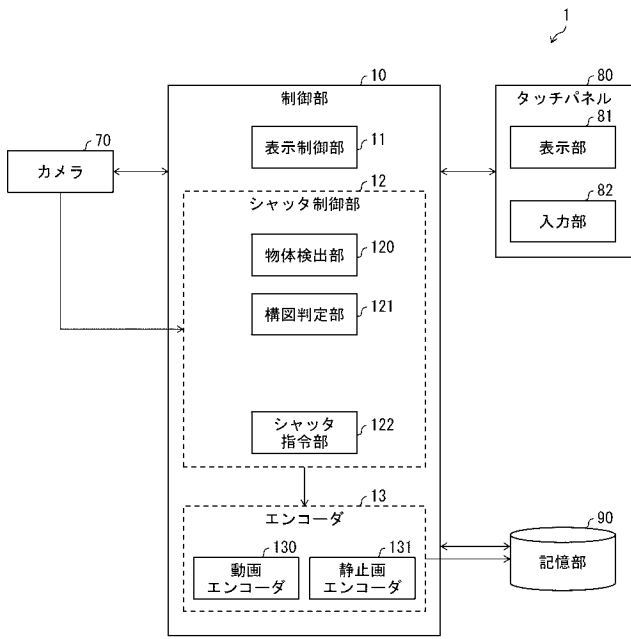 1
10
制御部
80
タッチパネル
81
表示部
82
入力部
70
カメラ
表示制御部
11
12
シャッタ制御部
物体検出部
120
構図判定部
121
シャッタ
指令部
122
13
エンコーダ
130
動画
エンコーダ
131
静止画
エンコーダ
90
記憶部